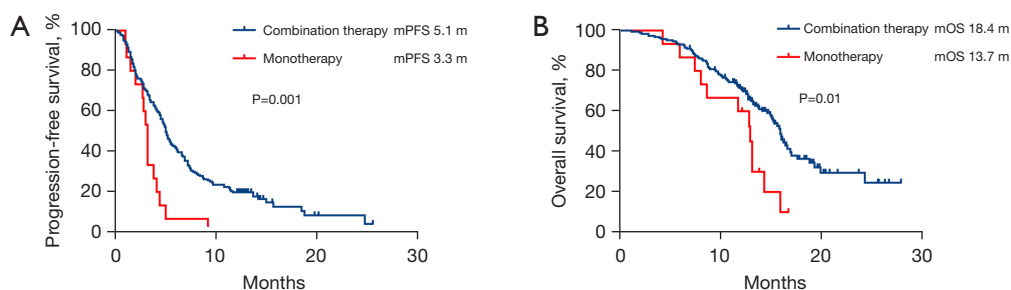 A
Combination therapy mPFS 5.1 m
Monotherapy mPFS 3.3 m
P=0.001
Progression-free survival, %
100
80
60
40
20
0
0 10 20 30
Months
B
Combination therapy mOS 18.4 m
Monotherapy mOS 13.7 m
P=0.01
Overall survival, %
100
80
60
40
20
0
0 10 20 30
Months